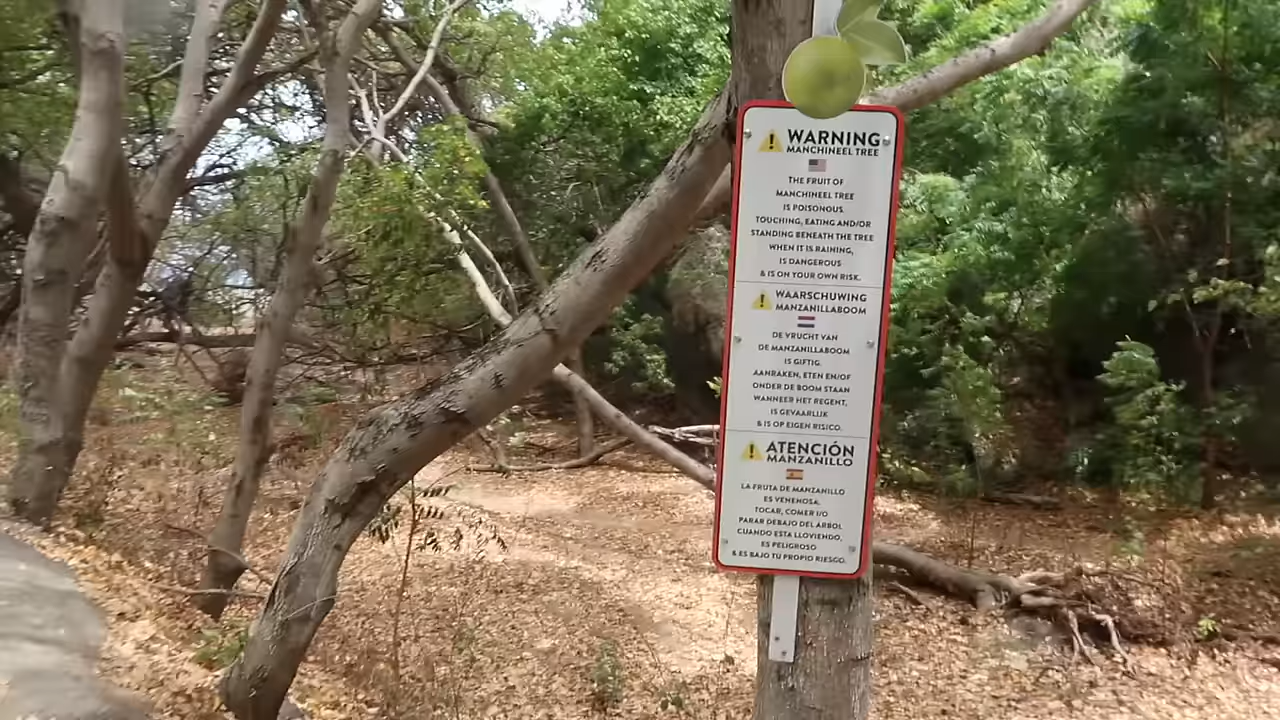 WARNING
MANCHINEEL TREE
THE FRUIT OF
MANCHINEEL TREE
IS POISONOUS.
TOUCHING, EATING AND/OR
STANDING BENEATH THE TREE
WHEN IT IS RAINING,
IS DANGEROUS
& IS ON YOUR OWN RISK.
WAARSCHUWING
MANZANILLABOOM
DE VRUCHT VAN
DE MANZANILLABOOM
IS GIFTIG.
AANRAKEN, ETEN EN/OF
ONDER DE BOOM STAAN
WANNEER HET REGENT,
IS GEVAARLIJK
& IS OP EIGEN RISICO.
ATENCIÓN
MANZANILLO
LA FRUTA DE MANZANILLO
ES VENENOSA.
TOCAR, COMER I/O
PARAR DEBAJO DEL ÁRBOL
CUANDO ESTA LLOVIENDO,
ES PELIGROSO
& ES BAJO TU PROPIO RIESGO.